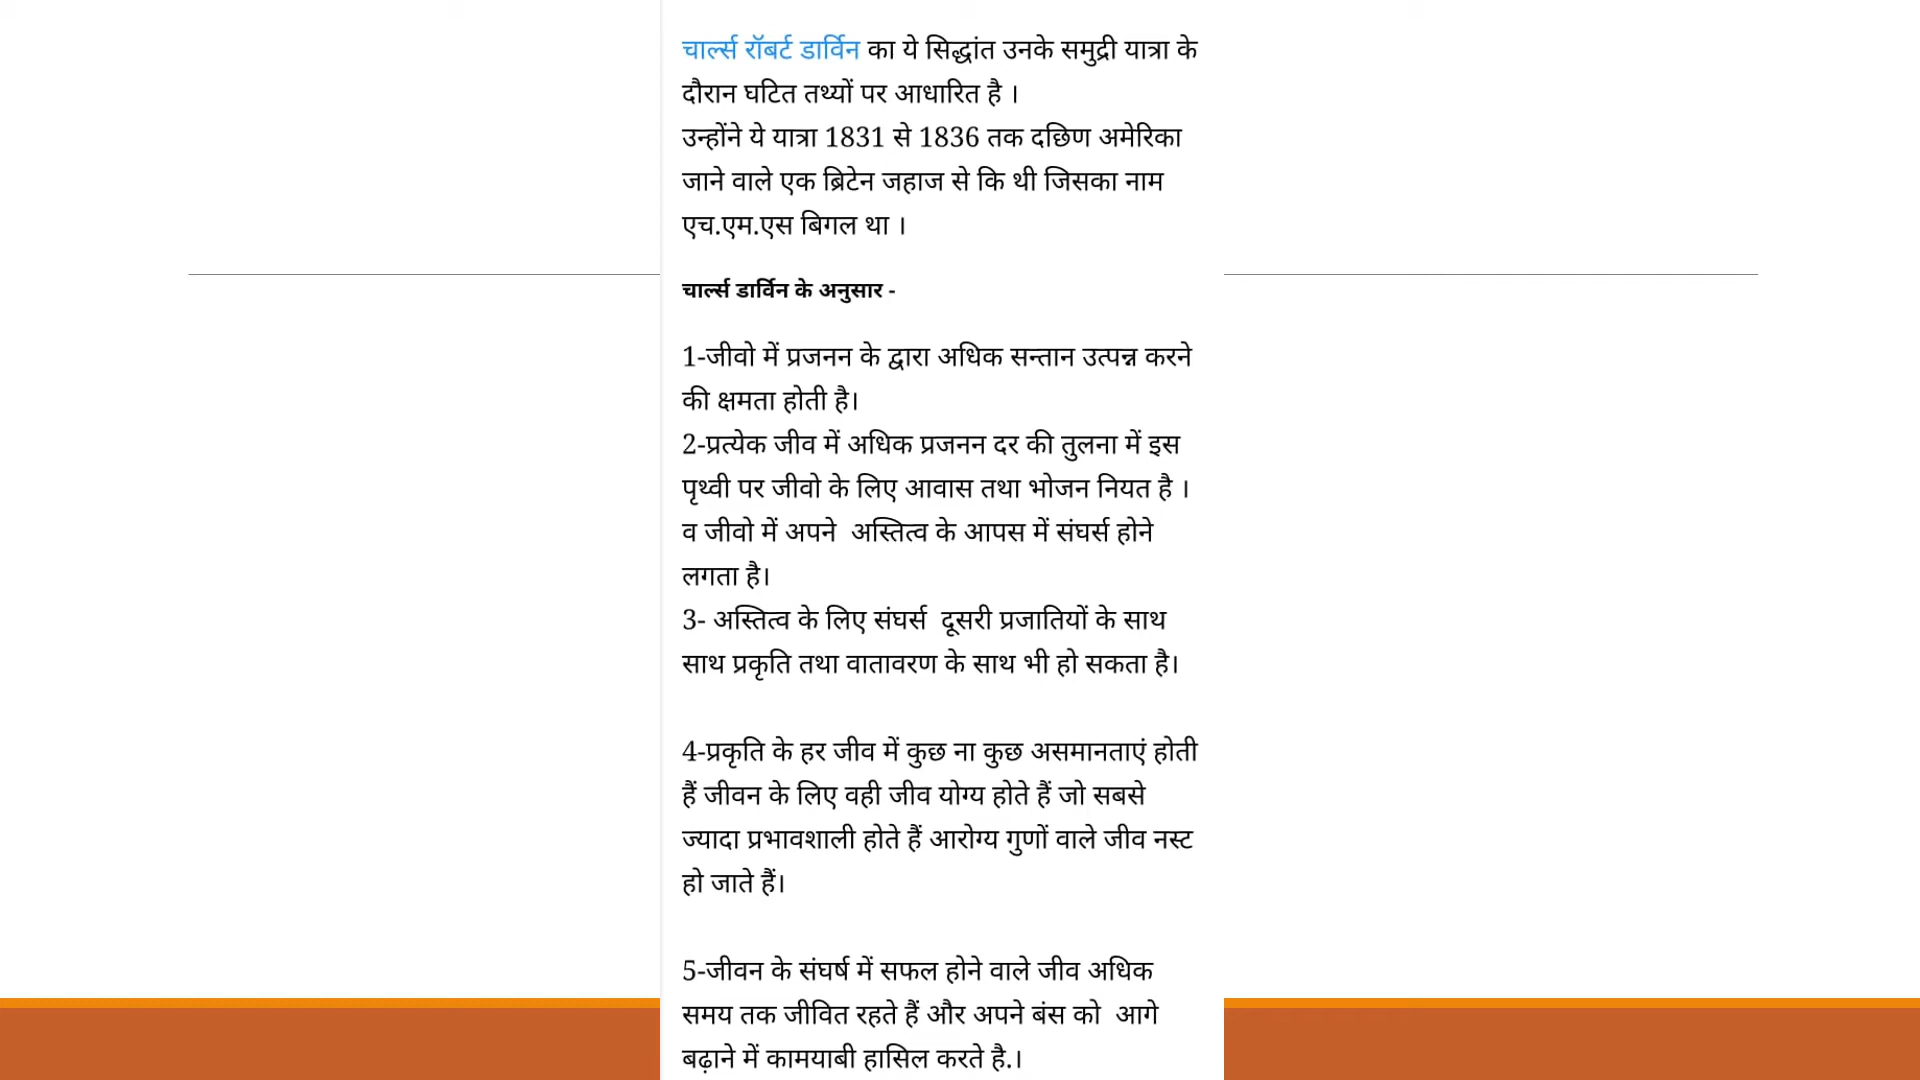 चार्ल्स रॉबर्ट डार्विन का ये सिद्धांत उनके समुद्री यात्रा के
दौरान घटित तथ्यों पर आधारित है ।
उन्होंने ये यात्रा 1831 से 1836 तक दछिण अमेरिका
जाने वाले एक ब्रिटेन जहाज से कि थी जिसका नाम
एच.एम.एस बिगल था ।
चार्ल्स डार्विन के अनुसार -
1-जीवो में प्रजनन के द्वारा अधिक सन्तान उत्पन्न करने
की क्षमता होती है।
2-प्रत्येक जीव में अधिक प्रजनन दर की तुलना में इस
पृथ्वी पर जीवो के लिए आवास तथा भोजन नियत है ।
व जीवो में अपने  अस्तित्व के आपस में संघर्स होने
लगता है।
3- अस्तित्व के लिए संघर्स  दूसरी प्रजातियों के साथ
साथ प्रकृति तथा वातावरण के साथ भी हो सकता है।
4-प्रकृति के हर जीव में कुछ ना कुछ असमानताएं होती
हैं जीवन के लिए वही जीव योग्य होते हैं जो सबसे
ज्यादा प्रभावशाली होते हैं आरोग्य गुणों वाले जीव नस्ट
हो जाते हैं।
5-जीवन के संघर्ष में सफल होने वाले जीव अधिक
समय तक जीवित रहते हैं और अपने बंस को  आगे
बढ़ाने में कामयाबी हासिल करते है.।